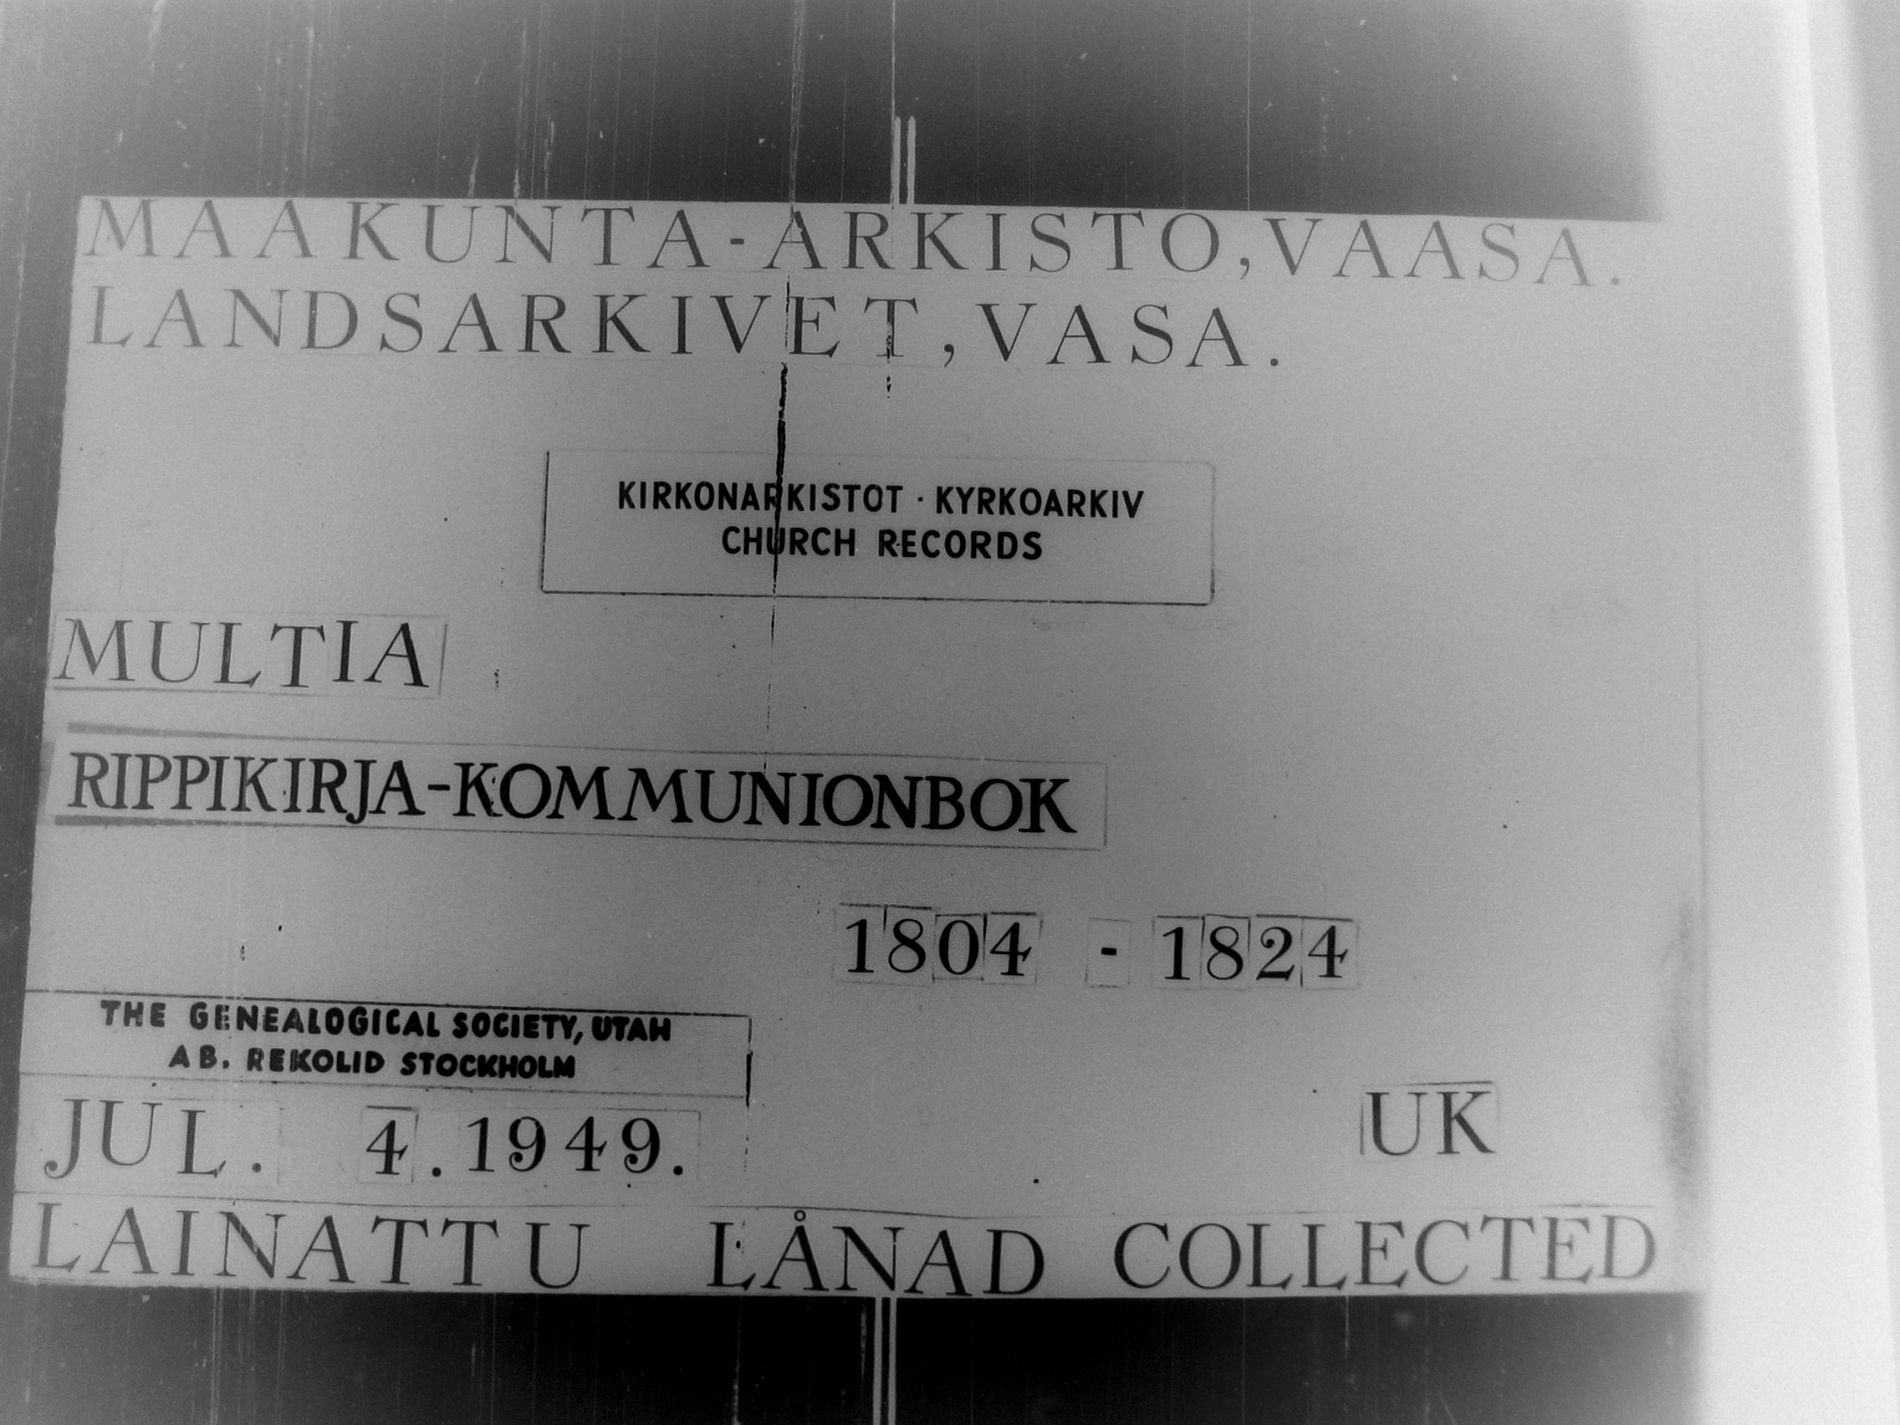 MAAKUNTA-ARKISTO,VAASA.
LANDSARKIVET,VASA.
KIRKONARKISTOT · KYRKOARKIV
CHURCH RECORDS
MULTIA
RIPPIKIRJA-KOMMUNIONBOK
1804 - 1824
THE GENEALOGICAL SOCIETY, UTAH
AB. REKOLID STOCKHOLM
JUL. 4.1949. UK
LAINATTU LÅNAD COLLECTED